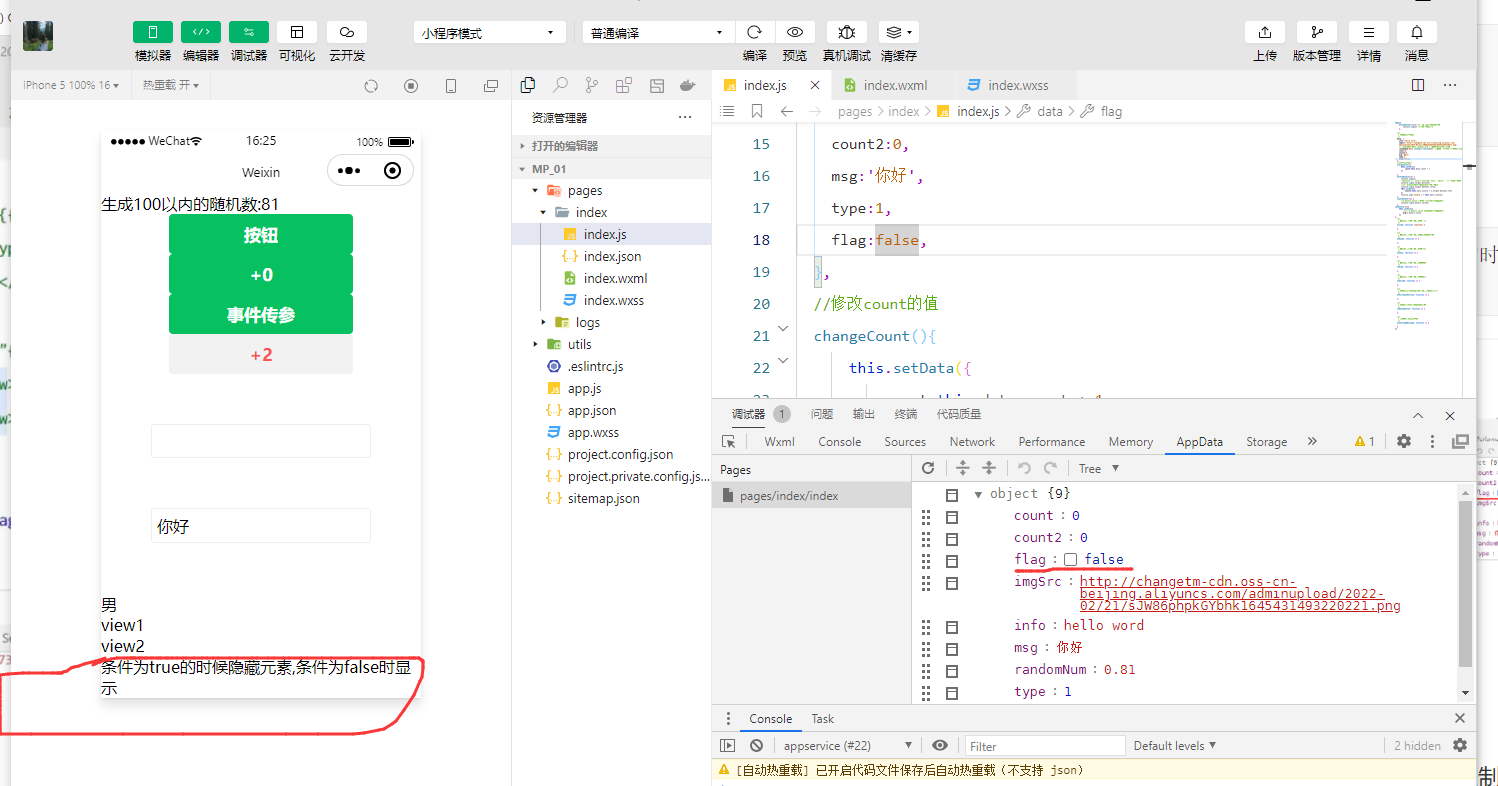 模拟器 编辑器 调试器 可视化 云开发
小程序模式 普通编译
编译 预览 真机调试 清缓存
上传 版本管理 详情 消息
iPhone 5 100% 16 热重载 开
WeChat 16:25 100%
Weixin
生成100以内的随机数:81
按钮
+0
事件传参
+2
你好
男
view1
view2
条件为true的时候隐藏元素,条件为false时显
示
资源管理器
打开的编辑器
MP_01
pages
index
index.js
index.json
index.wxml
index.wxss
logs
utils
.eslintrc.js
app.js
app.json
app.wxss
project.config.json
project.private.config.js...
sitemap.json
index.js index.wxml index.wxss
pages > index > index.js > data > flag
15 count2:0,
16 msg:'你好',
17 type:1,
18 flag:false,
19 },
20 //修改count的值
21 changeCount(){
22 this.setData({
调试器 1 问题 输出 终端 代码质量
Wxml Console Sources Network Performance Memory AppData Storage » 1
Pages
pages/index/index
Tree
object {9}
count : 0
count2 : 0
flag : false
imgSrc : http://changetm-cdn.oss-cn-
beijing.aliyuncs.com/adminupload/2022-
02/21/sJW86phpkGYbhk1645431493220221.png
info : hello word
msg : 你好
randomNum : 0.81
type : 1
Console Task
appservice (#22) Filter Default levels 2 hidden
[自动热重载] 已开启代码文件保存后自动热重载（不支持 json）